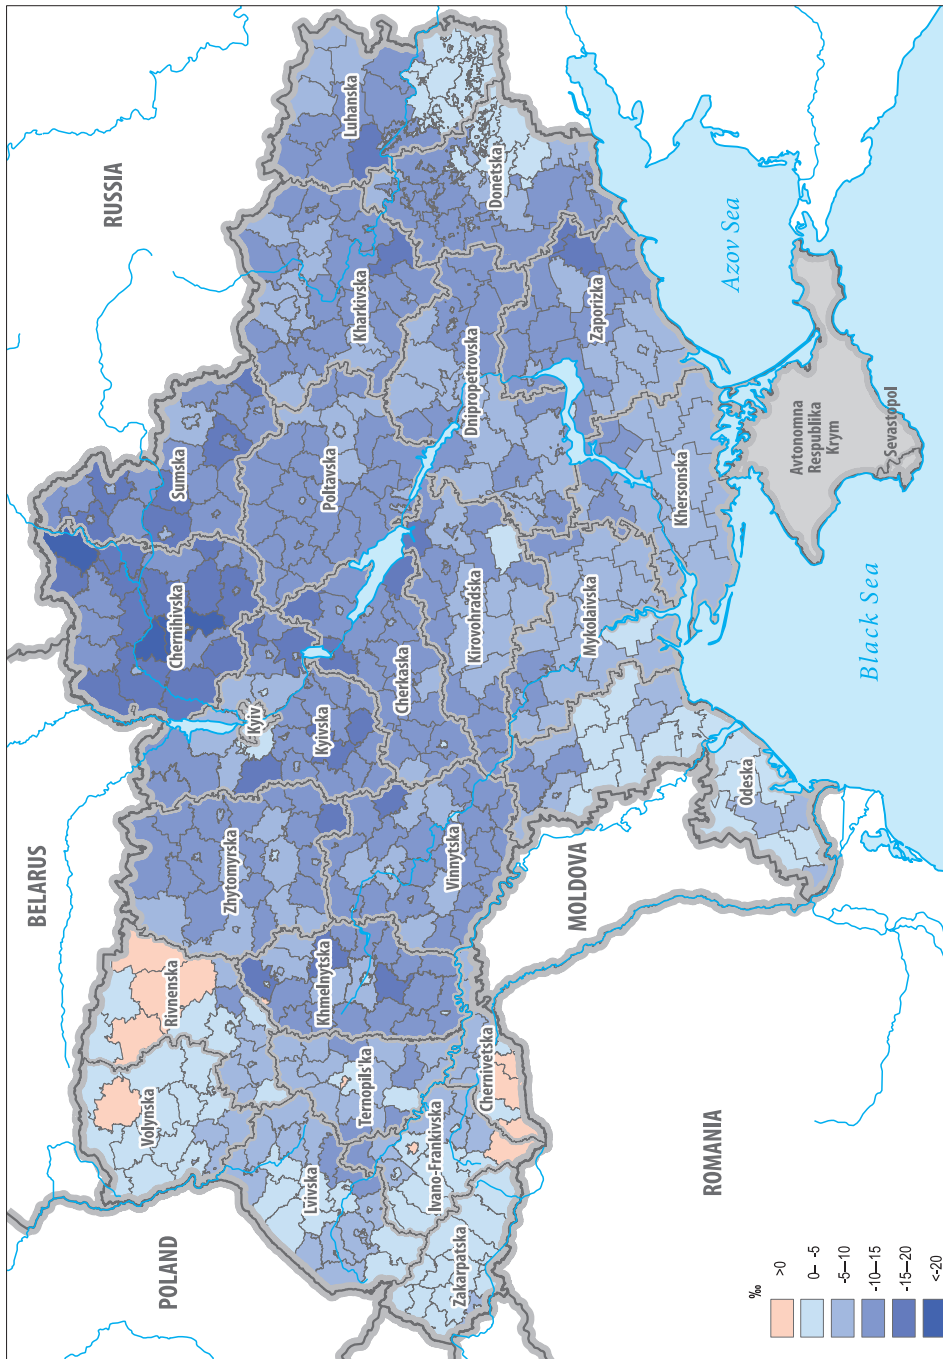 POLAND
BELARUS
RUSSIA
Volynska
Rivnenska
Zhytomyrska
Kyiv
Kyivska
Chernihivska
Sumska
Lvivska
Ternopils'ka
Khmelnytska
Vinnytska
Cherkaska
Poltavska
Kharkivska
Luhanska
Zakarpatska
Ivano-Frankivska
Chernivetska
Kirovohradska
Dnipropetrovska
Donetska
Odeska
Mykolaivska
Khersonska
Zaporizka
MOLDOVA
ROMANIA
Avtonomna
Respublika
Krym
Sevastopol
Azov Sea
Black Sea
‰
>0
0– -5
-5–10
-10–15
-15–20
<-20